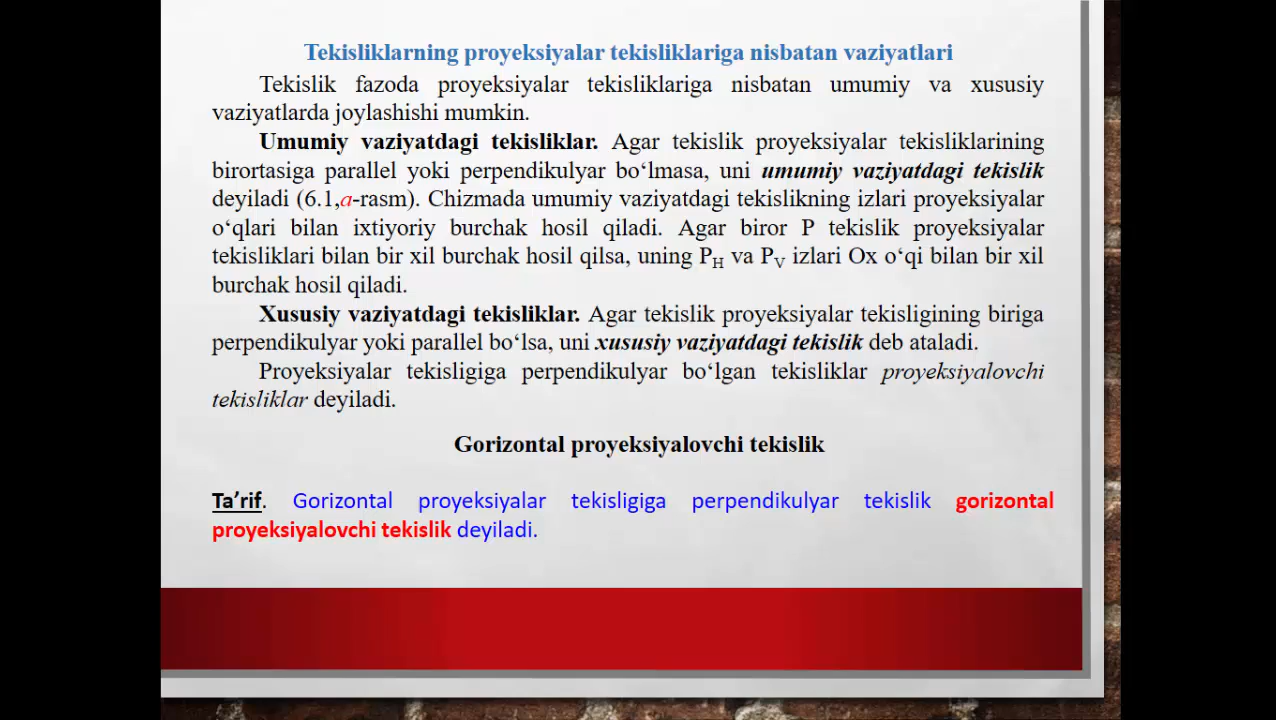 Tekisliklarning proyeksiyalar tekisliklariga nisbatan vaziyatlari
Tekislik fazoda proyeksiyalar tekisliklariga nisbatan umumiy va xususiy
vaziyatlarda joylashishi mumkin.
Umumiy vaziyatdagi tekisliklar. Agar tekislik proyeksiyalar tekisliklarining
birortasiga parallel yoki perpendikulyar bo‘lmasa, uni umumiy vaziyatdagi tekislik
deyiladi (6.1,a-rasm). Chizmada umumiy vaziyatdagi tekislikning izlari proyeksiyalar
o‘qlari bilan ixtiyoriy burchak hosil qiladi. Agar biror P tekislik proyeksiyalar
tekisliklari bilan bir xil burchak hosil qilsa, uning PH va PV izlari Ox o‘qi bilan bir xil
burchak hosil qiladi.
Xususiy vaziyatdagi tekisliklar. Agar tekislik proyeksiyalar tekisligining biriga
perpendikulyar yoki parallel bo‘lsa, uni xususiy vaziyatdagi tekislik deb ataladi.
Proyeksiyalar tekisligiga perpendikulyar bo‘lgan tekisliklar proyeksiyalovchi
tekisliklar deyiladi.
Gorizontal proyeksiyalovchi tekislik
Ta’rif. Gorizontal proyeksiyalar tekisligiga perpendikulyar tekislik gorizontal
proyeksiyalovchi tekislik deyiladi.